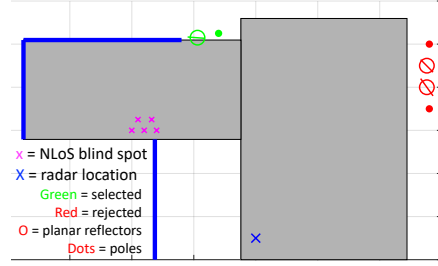 x = NLoS blind spot
X = radar location
Green = selected
Red = rejected
O = planar reflectors
Dots = poles